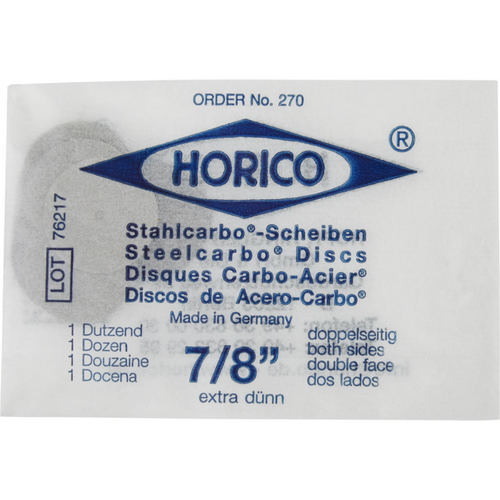 ORDER No. 270
HORICO ®
LOT 76217
Stahlcarbo®-Scheiben
Steelcarbo® Discs
Disques Carbo-Acier®
Discos de Acero-Carbo®
Made in Germany
1 Dutzend
1 Dozen
1 Douzaine
1 Docena
7/8”
extra dünn
doppelseitig
both sides
double face
dos lados